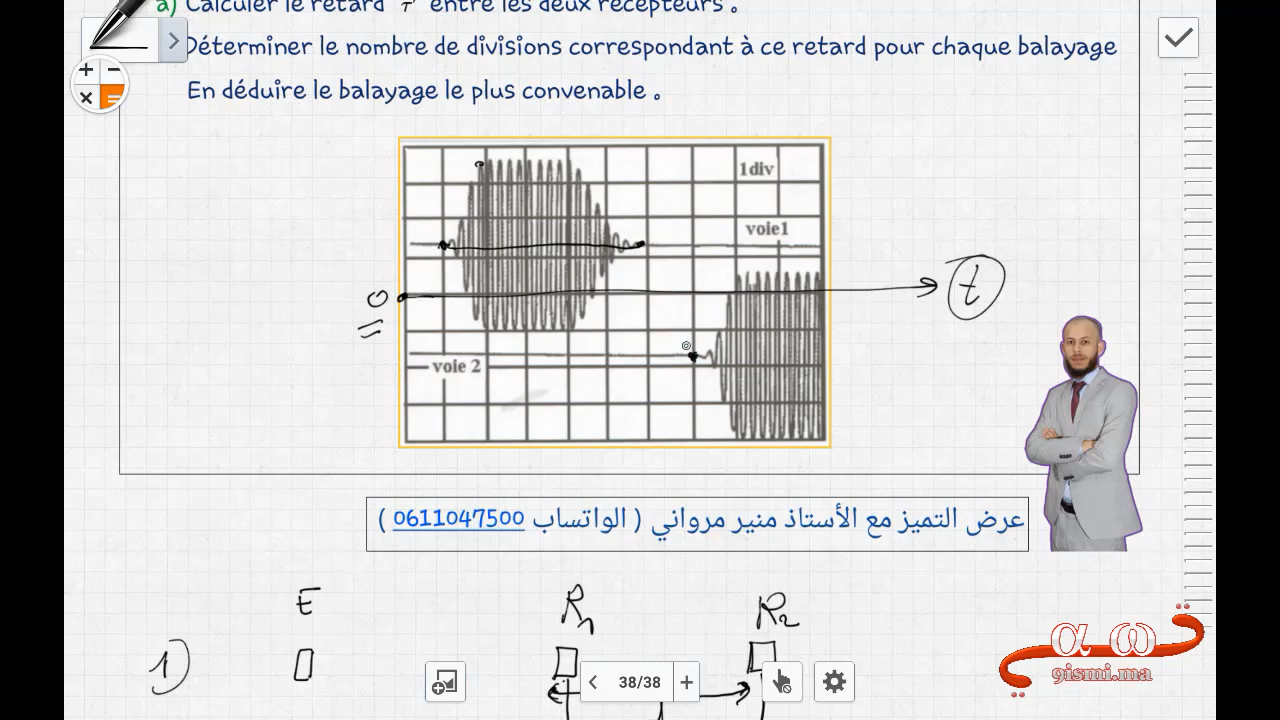 a) Calculer le retard τ entre les deux récepteurs .
Déterminer le nombre de divisions correspondant à ce retard pour chaque balayage
En déduire le balayage le plus convenable .
1div
voie1
0
t
voie 2
عرض التميز مع الأستاذ منير مرواني ( الواتساب 0611047500 )
E R1 R2
1)
38/38
α ω
gismi.ma